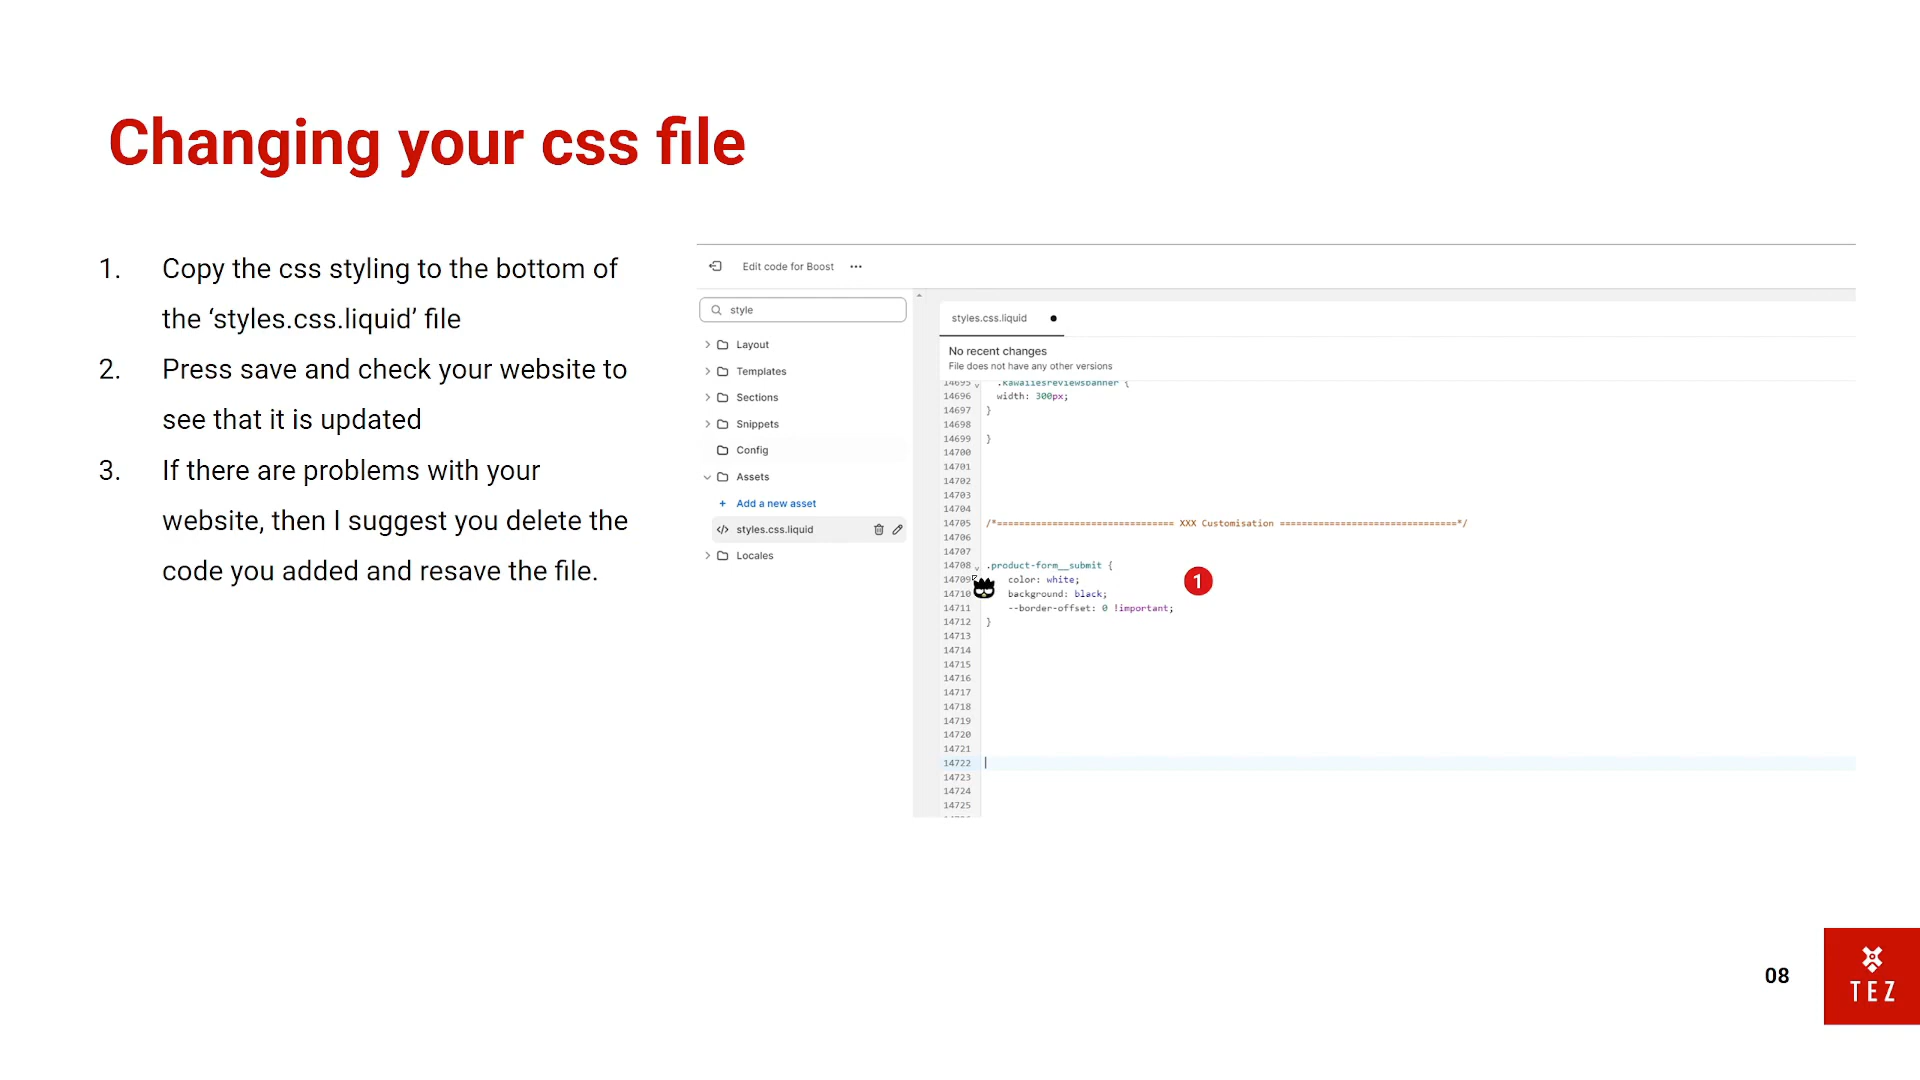 Changing your css file
1. Copy the css styling to the bottom of
the ‘styles.css.liquid’ file
2. Press save and check your website to
see that it is updated
3. If there are problems with your
website, then I suggest you delete the
code you added and resave the file.
Edit code for Boost ...
style
Layout
Templates
Sections
Snippets
Config
Assets
+ Add a new asset
</> styles.css.liquid
Locales
styles.css.liquid
No recent changes
File does not have any other versions
14695 .kawaiiesreviewsbanner {
14696 width: 300px;
14697 }
14698
14699 }
14700
14701
14702
14703
14704
14705 /*================================ XXX Customisation ================================*/
14706
14707
14708 .product-form__submit {
14709 color: white;
14710 background: black;
14711 --border-offset: 0 !important;
14712 }
14713
14714
14715
14716
14717
14718
14719
14720
14721
14722
14723
14724
14725
1
08
TEZ